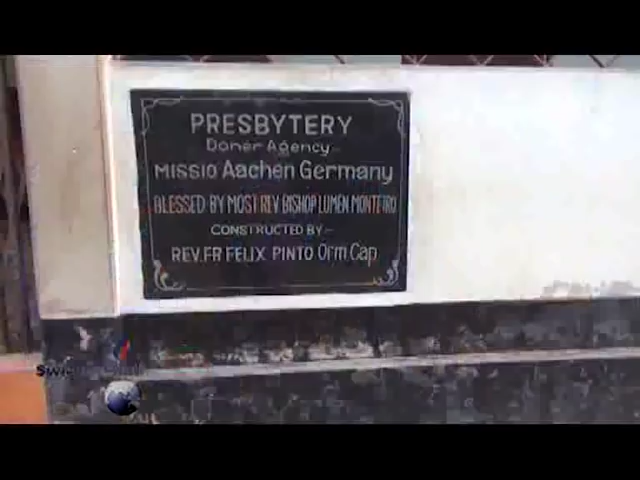 PRESBYTERY
Doner Agency-
MISSIO Aachen Germany
BLESSED BY MOST REV. BISHOP LUMEN MONTEIRO
CONSTRUCTED BY-
REV. FR FELIX PINTO Orm Cap